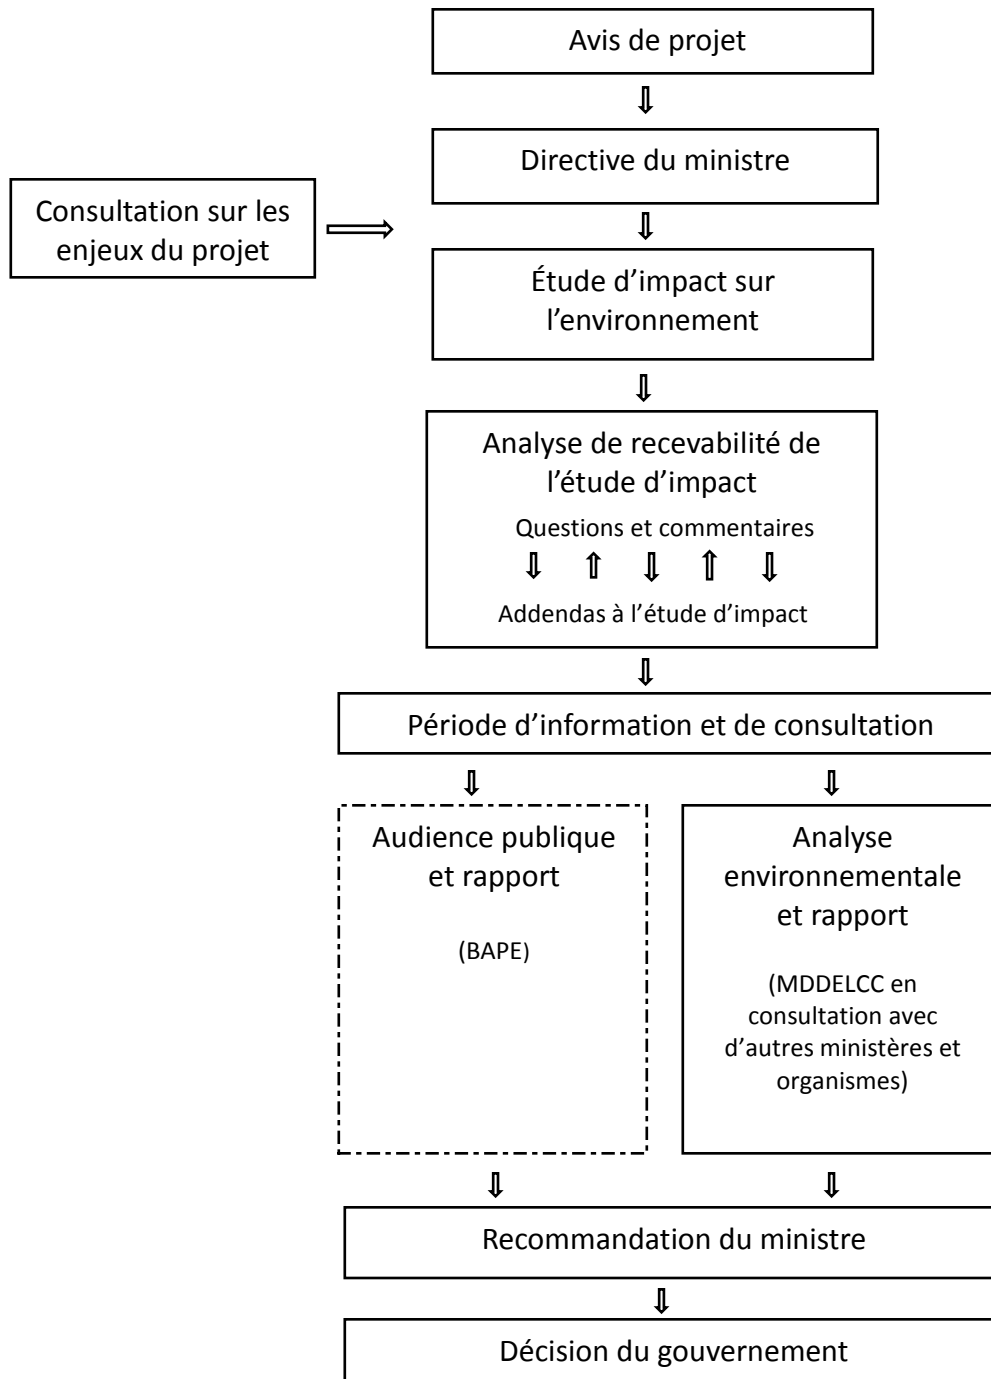 Avis de projet
Directive du ministre
Consultation sur les
enjeux du projet
Étude d’impact sur
l’environnement
Analyse de recevabilité de
l’étude d’impact
Questions et commentaires
Addendas à l’étude d’impact
Période d’information et de consultation
Audience publique
et rapport
(BAPE)
Analyse
environnementale
et rapport
(MDDELCC en
consultation avec
d’autres ministères et
organismes)
Recommandation du ministre
Décision du gouvernement